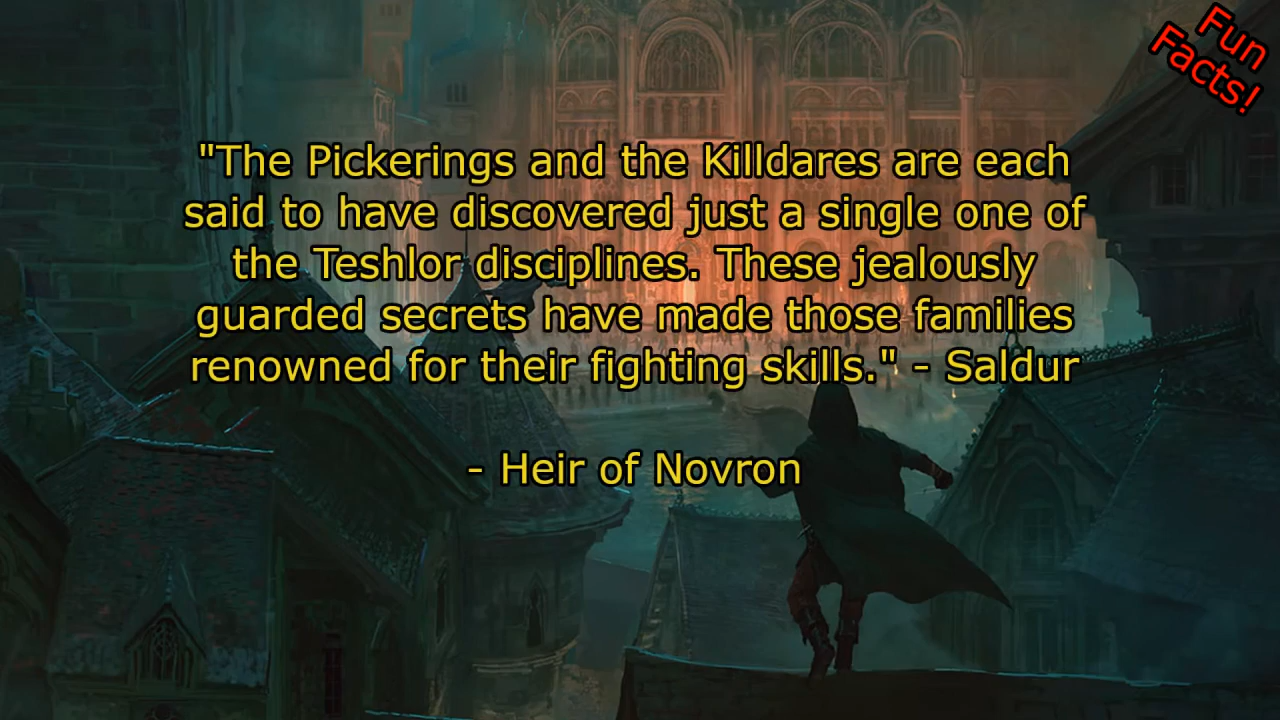 Fun
Facts!
"The Pickerings and the Killdares are each
said to have discovered just a single one of
the Teshlor disciplines. These jealously
guarded secrets have made those families
renowned for their fighting skills." - Saldur
- Heir of Novron